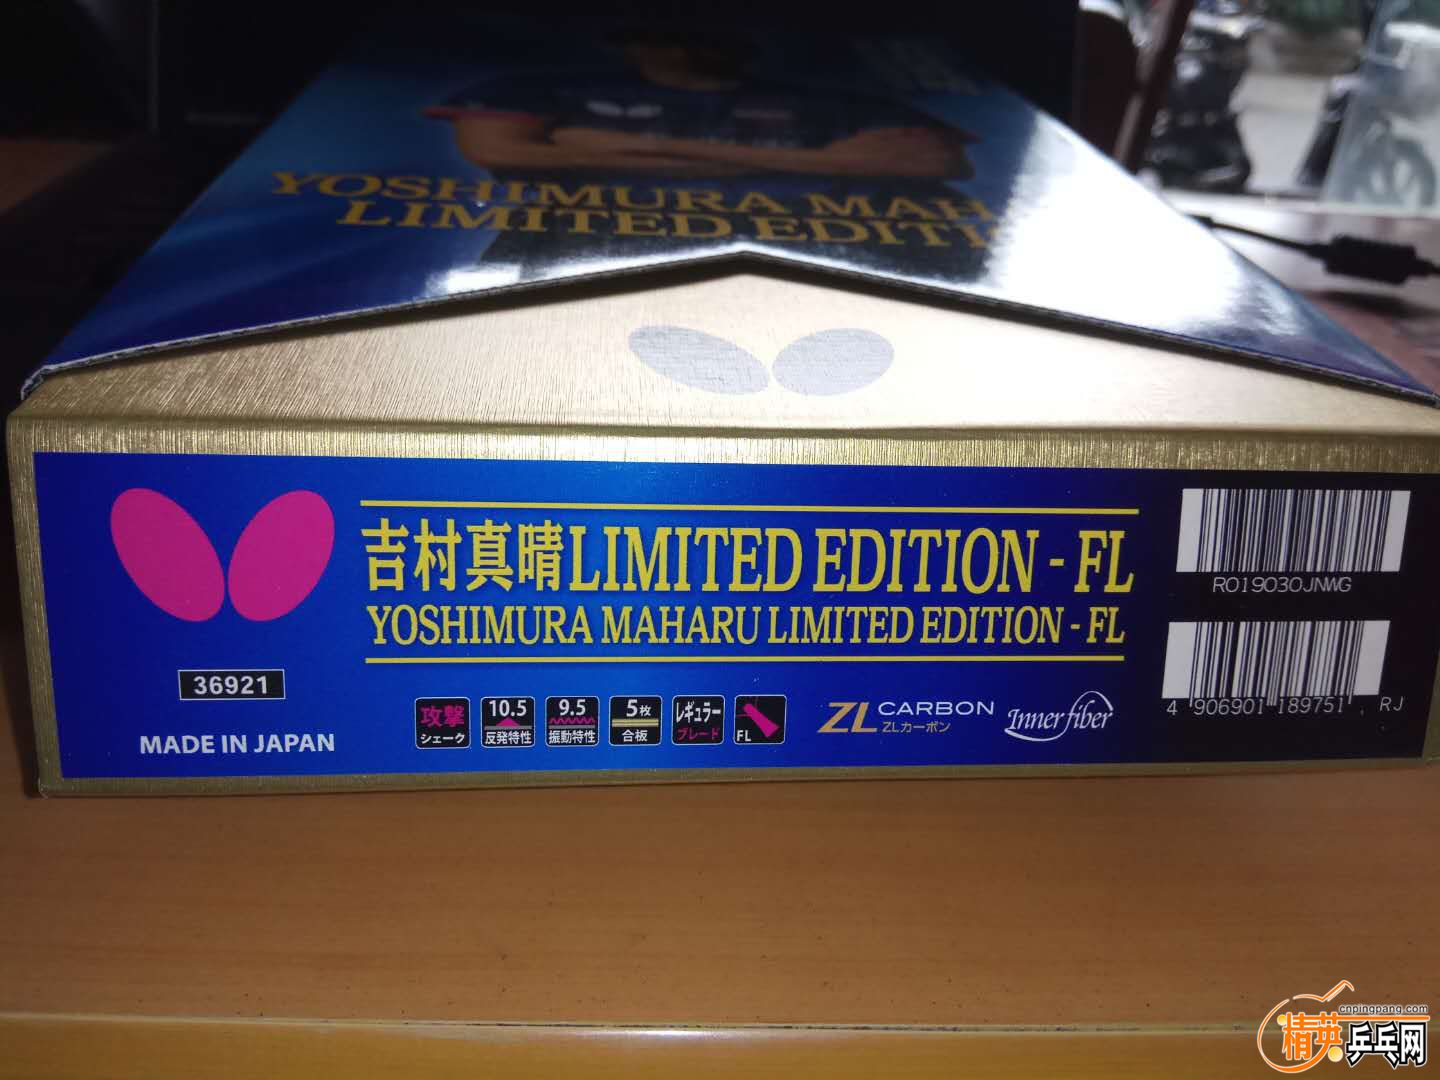 YOSHIMURA MAH
LIMITED EDITI
吉村真晴LIMITED EDITION - FL
YOSHIMURA MAHARU LIMITED EDITION - FL
36921
MADE IN JAPAN
攻撃
シェーク
10.5
反発特性
9.5
振動特性
5枚
合板
レギュラー
ブレード
FL
ZL CARBON
ZLカーボン
Innerfiber
R019030JNWG
4 906901 189751 . RJ
cnpingpang.com
精英乒乓网